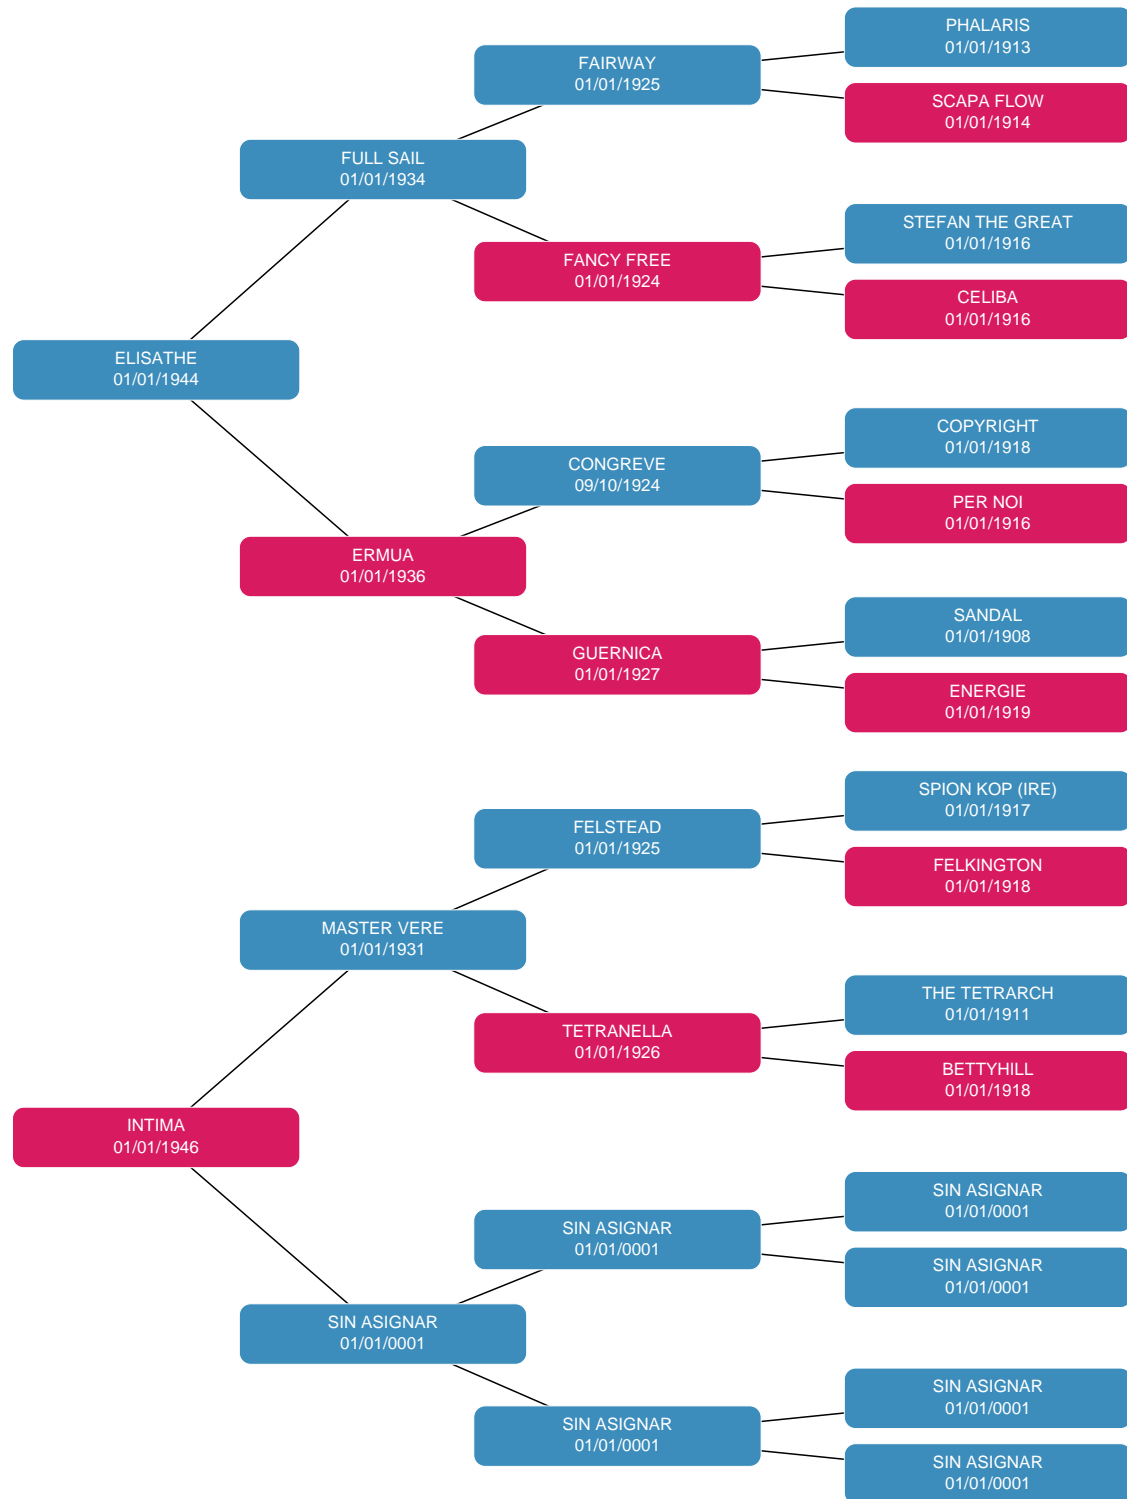 PHALARIS
01/01/1913
FAIRWAY
01/01/1925
SCAPA FLOW
01/01/1914
FULL SAIL
01/01/1934
STEFAN THE GREAT
01/01/1916
FANCY FREE
01/01/1924
CELIBA
01/01/1916
ELISATHE
01/01/1944
COPYRIGHT
01/01/1918
CONGREVE
09/10/1924
PER NOI
01/01/1916
ERMUA
01/01/1936
SANDAL
01/01/1908
GUERNICA
01/01/1927
ENERGIE
01/01/1919
SPION KOP (IRE)
01/01/1917
FELSTEAD
01/01/1925
FELKINGTON
01/01/1918
MASTER VERE
01/01/1931
THE TETRARCH
01/01/1911
TETRANELLA
01/01/1926
BETTYHILL
01/01/1918
INTIMA
01/01/1946
SIN ASIGNAR
01/01/0001
SIN ASIGNAR
01/01/0001
SIN ASIGNAR
01/01/0001
SIN ASIGNAR
01/01/0001
SIN ASIGNAR
01/01/0001
SIN ASIGNAR
01/01/0001
SIN ASIGNAR
01/01/0001